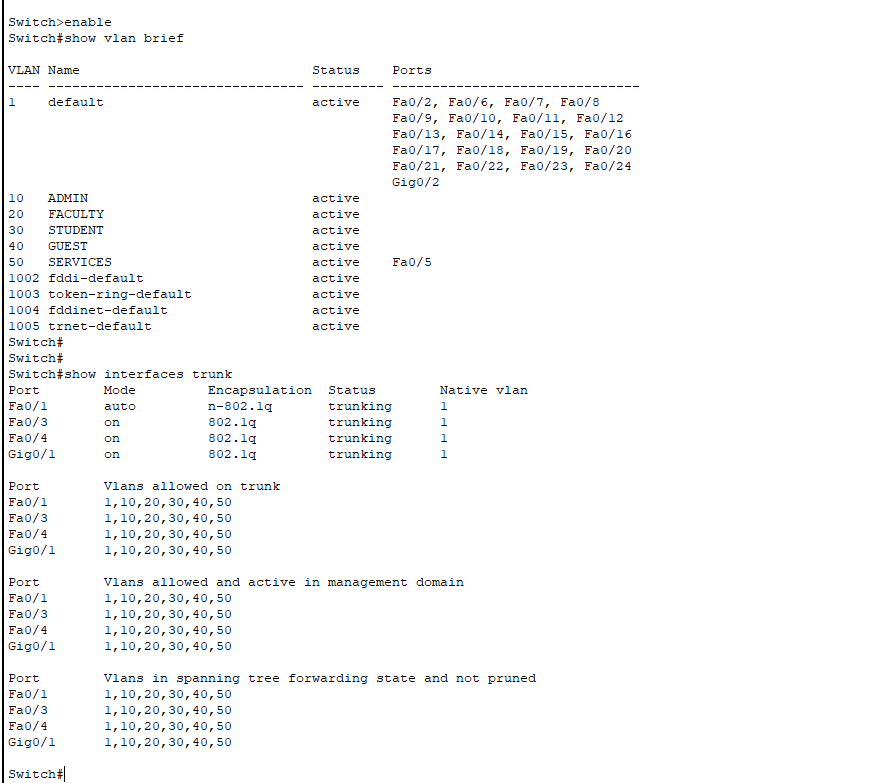 Switch>enable
Switch#show vlan brief
VLAN Name                             Status    Ports
---- -------------------------------- --------- -------------------------------
1    default                          active    Fa0/2, Fa0/6, Fa0/7, Fa0/8
                                                Fa0/9, Fa0/10, Fa0/11, Fa0/12
                                                Fa0/13, Fa0/14, Fa0/15, Fa0/16
                                                Fa0/17, Fa0/18, Fa0/19, Fa0/20
                                                Fa0/21, Fa0/22, Fa0/23, Fa0/24
                                                Gig0/2
10   ADMIN                            active
20   FACULTY                          active
30   STUDENT                          active
40   GUEST                            active
50   SERVICES                         active    Fa0/5
1002 fddi-default                     active
1003 token-ring-default               active
1004 fddinet-default                  active
1005 trnet-default                    active
Switch#
Switch#
Switch#show interfaces trunk
Port        Mode         Encapsulation  Status        Native vlan
Fa0/1       auto         n-802.1q       trunking      1
Fa0/3       on           802.1q         trunking      1
Fa0/4       on           802.1q         trunking      1
Gig0/1      on           802.1q         trunking      1
Port        Vlans allowed on trunk
Fa0/1       1,10,20,30,40,50
Fa0/3       1,10,20,30,40,50
Fa0/4       1,10,20,30,40,50
Gig0/1      1,10,20,30,40,50
Port        Vlans allowed and active in management domain
Fa0/1       1,10,20,30,40,50
Fa0/3       1,10,20,30,40,50
Fa0/4       1,10,20,30,40,50
Gig0/1      1,10,20,30,40,50
Port        Vlans in spanning tree forwarding state and not pruned
Fa0/1       1,10,20,30,40,50
Fa0/3       1,10,20,30,40,50
Fa0/4       1,10,20,30,40,50
Gig0/1      1,10,20,30,40,50
Switch#